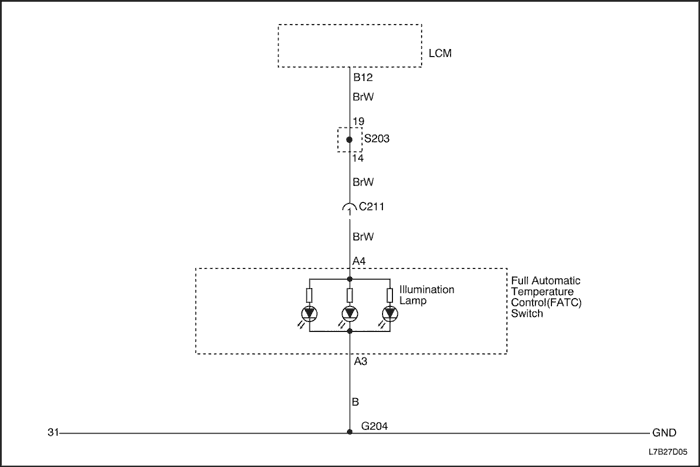 LCM
B12
BrW
19
S203
14
BrW
C211
1
BrW
A4
Illumination
Lamp
Full Automatic
Temperature
Control(FATC)
Switch
A3
B
G204
31
GND
L7B27D05